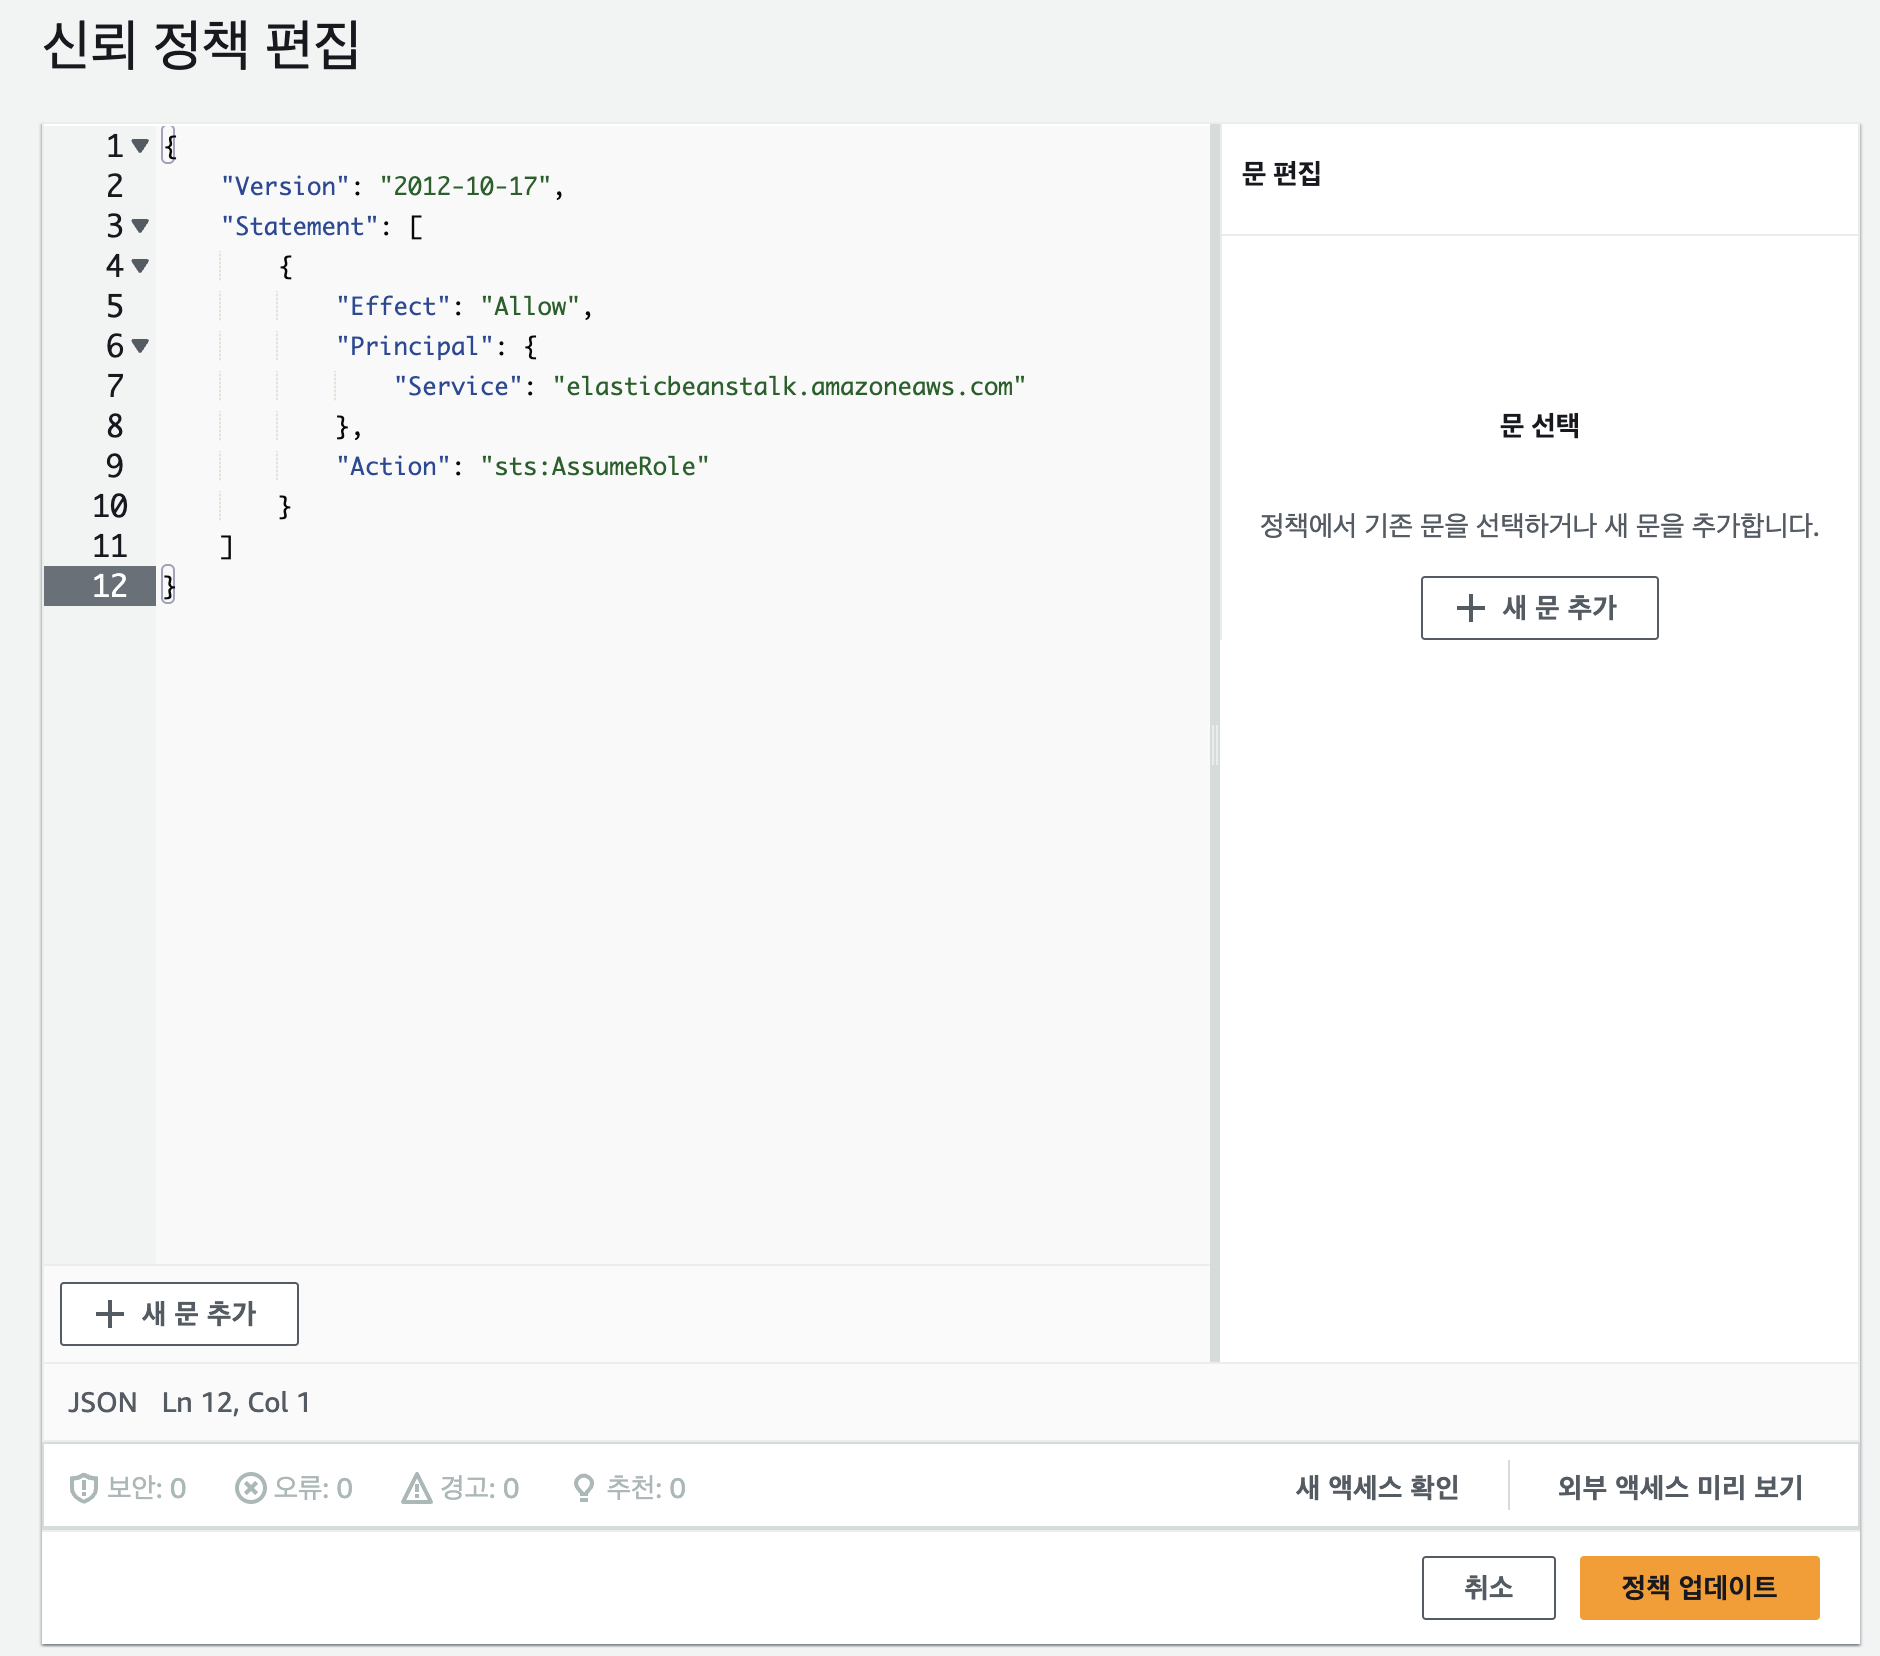 신뢰 정책 편집
1 {
2 "Version": "2012-10-17",
3 "Statement": [
4 {
5 "Effect": "Allow",
6 "Principal": {
7 "Service": "elasticbeanstalk.amazoneaws.com"
8 },
9 "Action": "sts:AssumeRole"
10 }
11 ]
12 }
+ 새 문 추가
문 편집
문 선택
정책에서 기존 문을 선택하거나 새 문을 추가합니다.
+ 새 문 추가
JSON Ln 12, Col 1
보안: 0 오류: 0 경고: 0 추천: 0 새 액세스 확인 외부 액세스 미리 보기
취소 정책 업데이트